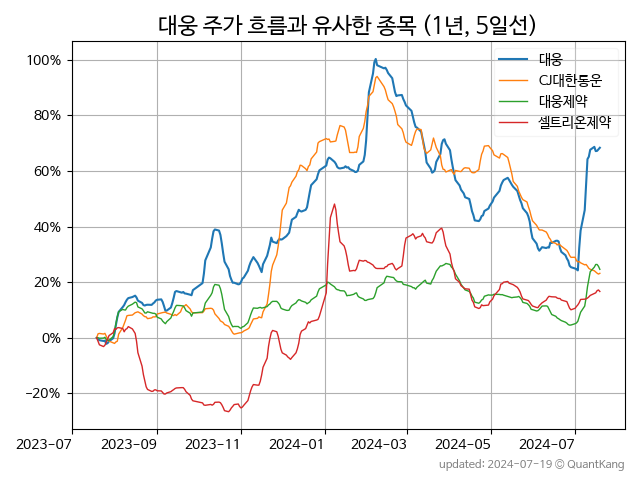 대웅 주가 흐름과 유사한 종목 (1년, 5일선)
대웅
CJ대한통운
대웅제약
셀트리온제약
100%
80%
60%
40%
20%
0%
−20%
2023-07
2023-09
2023-11
2024-01
2024-03
2024-05
2024-07
updated: 2024-07-19 © QuantKang